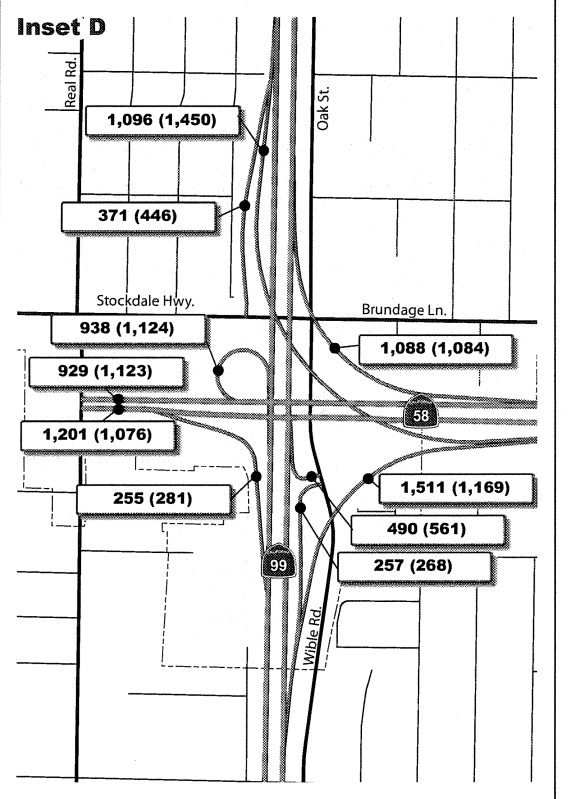 Inset D
Real Rd.
Oak St.
1,096 (1,450)
371 (446)
Stockdale Hwy.
Brundage Ln.
938 (1,124)
1,088 (1,084)
929 (1,123)
58
1,201 (1,076)
255 (281)
1,511 (1,169)
490 (561)
99
257 (268)
Wible Rd.